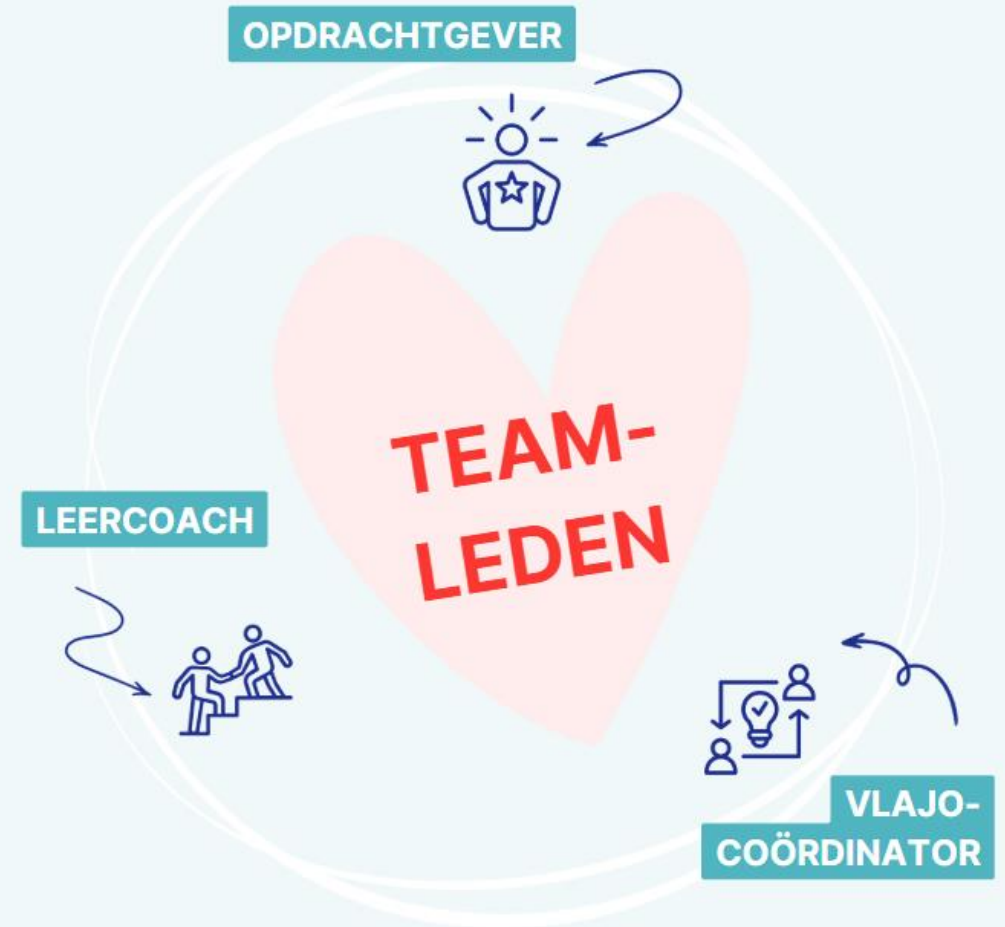 OPDRACHTGEVER
TEAM-
LEDEN
LEERCOACH
VLAJO-
COÖRDINATOR